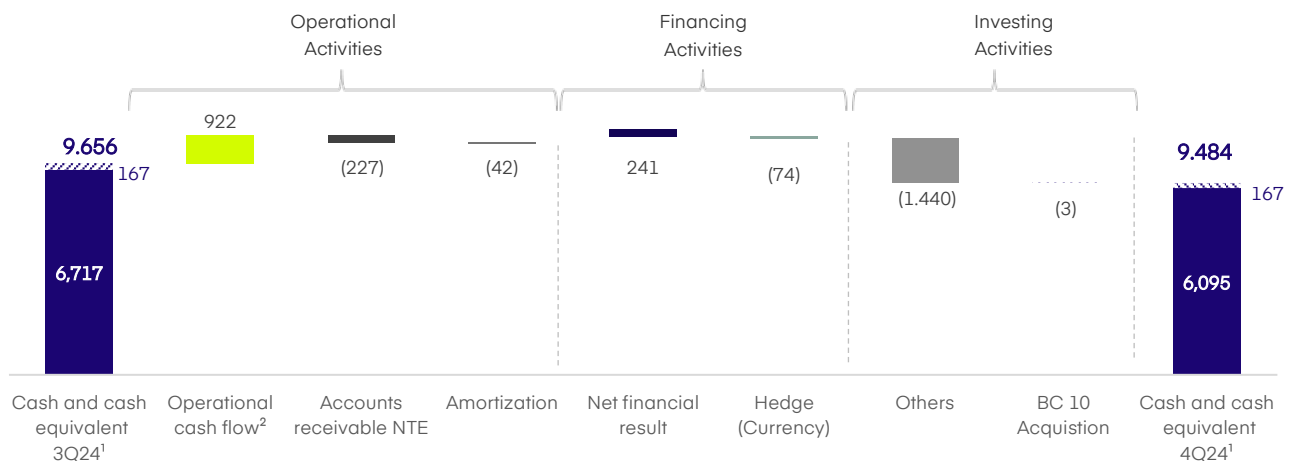 Operational
Activities
Financing
Activities
Investing
Activities
9.656
167
6,717
922
(227)
(42)
241
(74)
(1.440)
(3)
9.484
167
6,095
Cash and cash
equivalent
3Q24¹
Operational
cash flow²
Accounts
receivable NTE
Amortization
Net financial
result
Hedge
(Currency)
Others
BC 10
Acquistion
Cash and cash
equivalent
4Q24¹